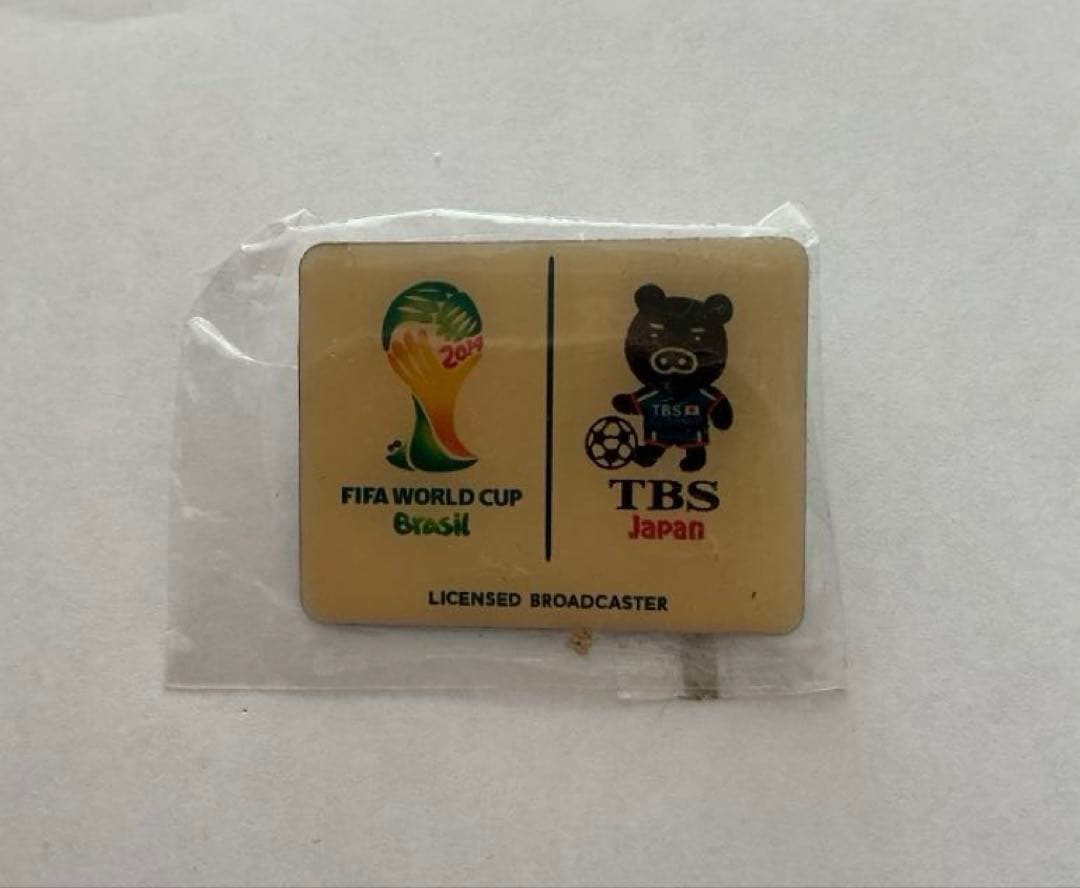 2014
FIFA WORLD CUP
Brasil
TBS
TBS
Japan
LICENSED BROADCASTER